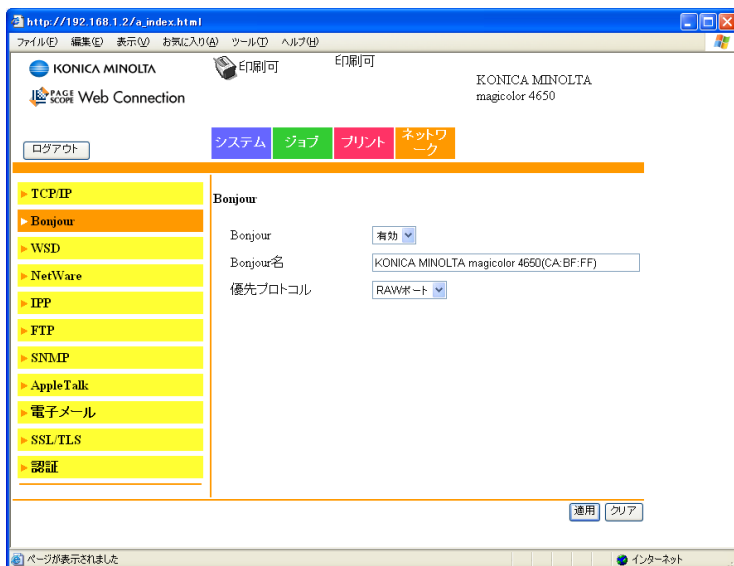 http://192.168.1.2/a_index.html
ファイル(F) 編集(E) 表示(V) お気に入り(A) ツール(T) ヘルプ(H)
KONICA MINOLTA
印刷可
印刷可
KONICA MINOLTA
magicolor 4650
PAGE SCOPE Web Connection
ログアウト
システム
ジョブ
プリント
ネットワ
ーク
TCP/IP
Bonjour
WSD
NetWare
IPP
FTP
SNMP
AppleTalk
電子メール
SSL/TLS
認証
Bonjour
Bonjour 有効
Bonjour名 KONICA MINOLTA magicolor 4650(CA:BF:FF)
優先プロトコル RAWポート
適用 クリア
ページが表示されました インターネット